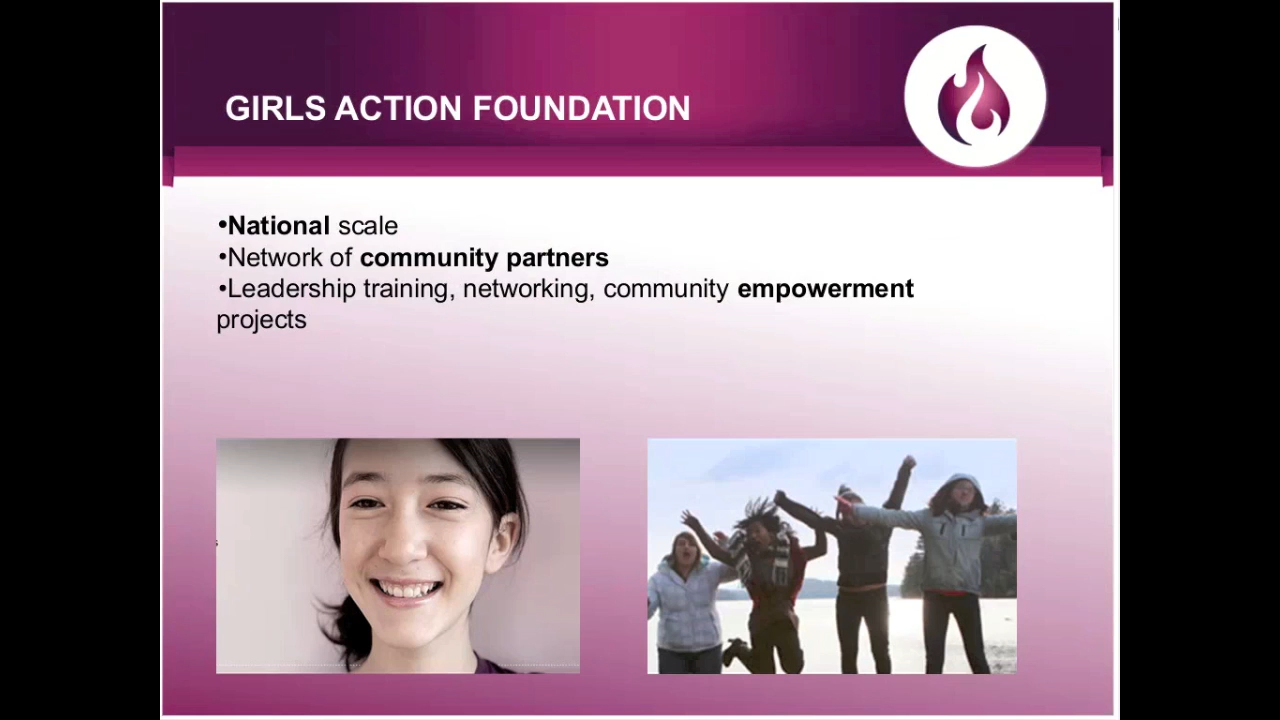 GIRLS ACTION FOUNDATION
•National scale
•Network of community partners
•Leadership training, networking, community empowerment
projects
s